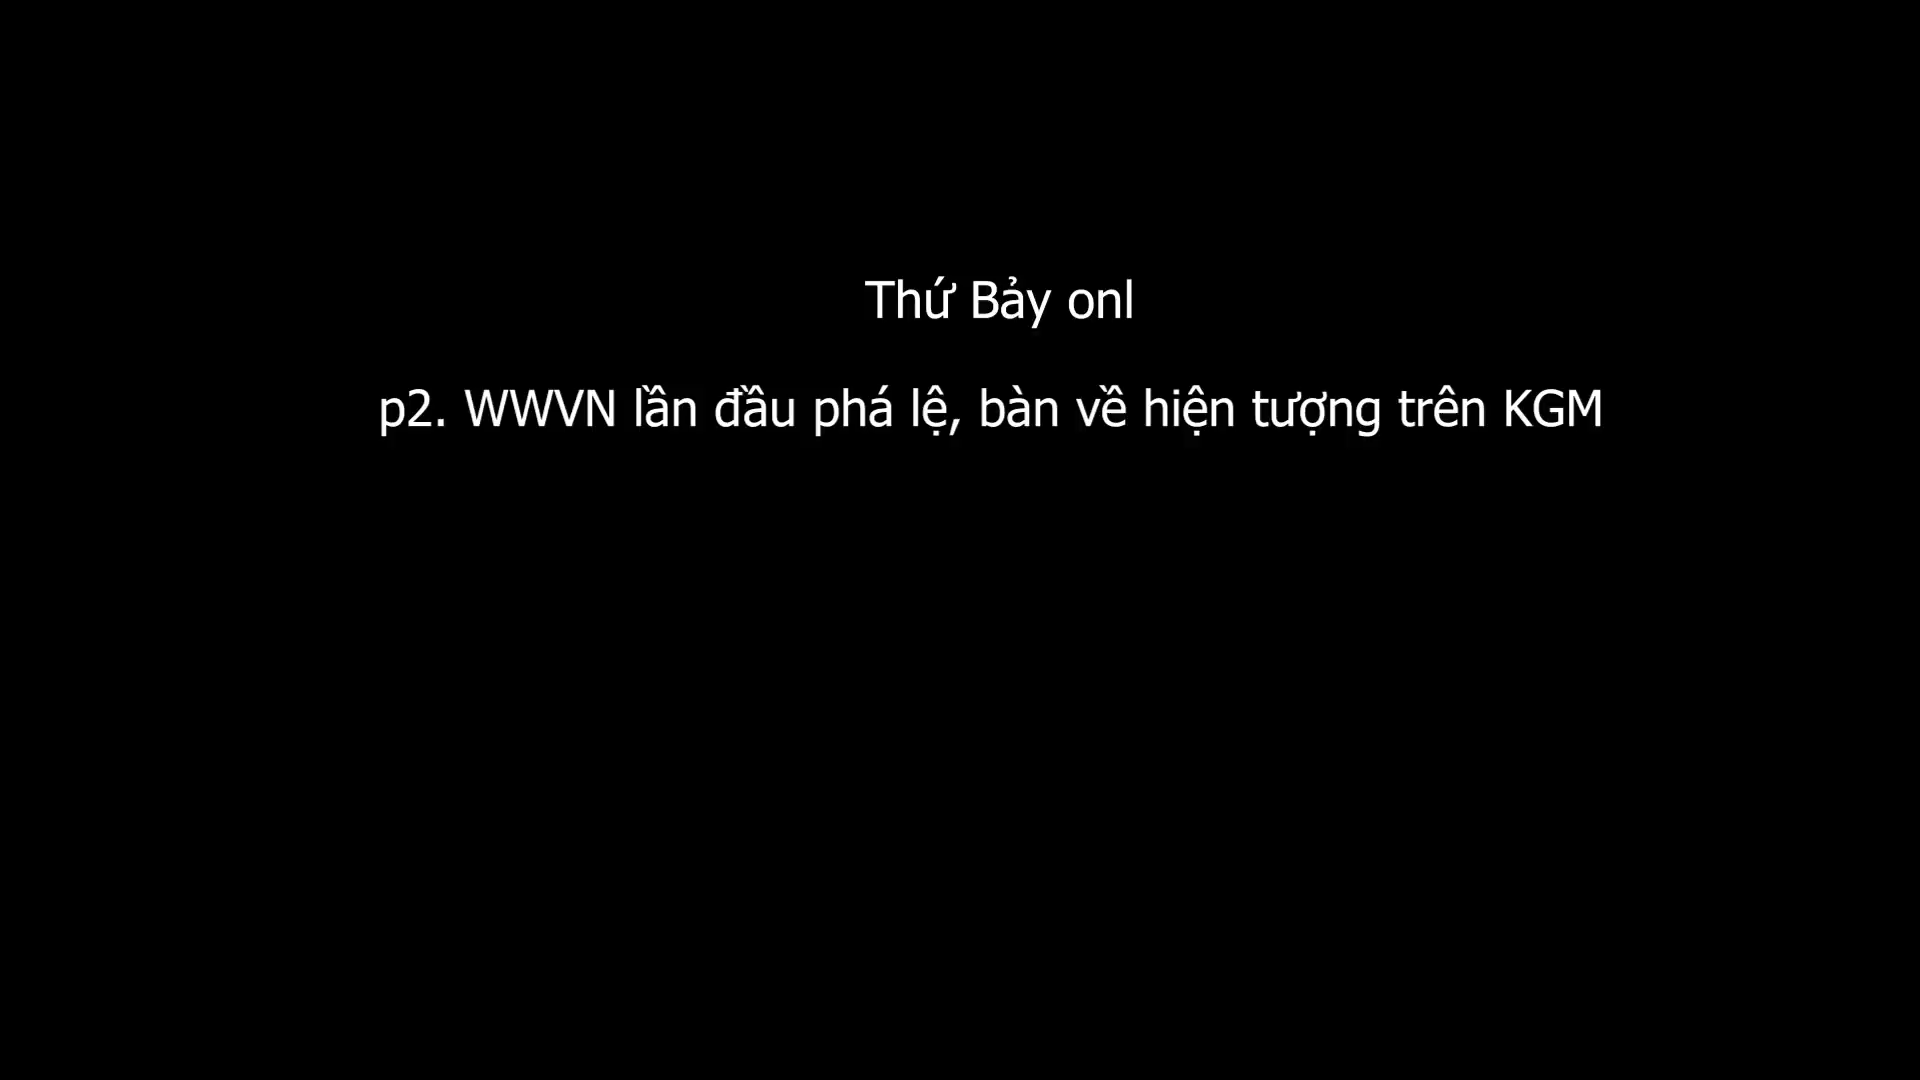 Thứ Bảy onl
p2. WWVN lần đầu phá lệ, bàn về hiện tượng trên KGM